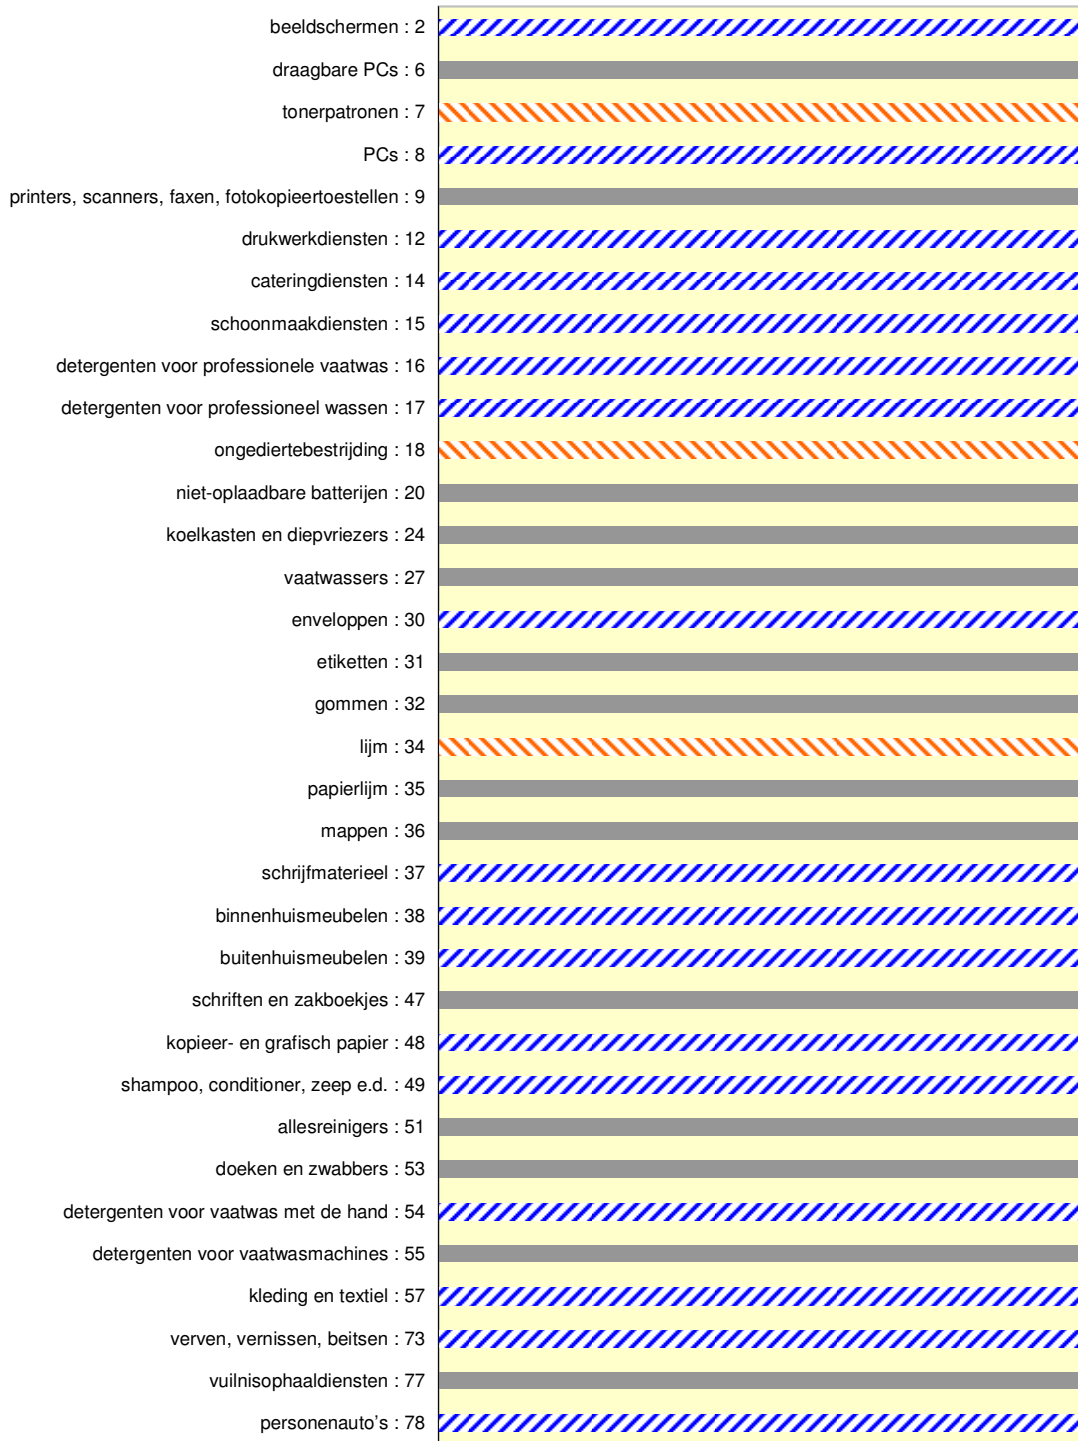 beeldschermen : 2
draagbare PCs : 6
tonerpatronen : 7
PCs : 8
printers, scanners, faxen, fotokopieertoestellen : 9
drukwerkdiensten : 12
cateringdiensten : 14
schoonmaakdiensten : 15
detergenten voor professionele vaatwas : 16
detergenten voor professioneel wassen : 17
ongediertebestrijding : 18
niet-oplaadbare batterijen : 20
koelkasten en diepvriezers : 24
vaatwassers : 27
enveloppen : 30
etiketten : 31
gommen : 32
lijm : 34
papierlijm : 35
mappen : 36
schrijfmaterieel : 37
binnenhuismeubelen : 38
buitenhuismeubelen : 39
schriften en zakboekjes : 47
kopieer- en grafisch papier : 48
shampoo, conditioner, zeep e.d. : 49
allesreinigers : 51
doeken en zwabbers : 53
detergenten voor vaatwas met de hand : 54
detergenten voor vaatwasmachines : 55
kleding en textiel : 57
verven, vernissen, beitsen : 73
vuilnisophaaldiensten : 77
personenauto’s : 78